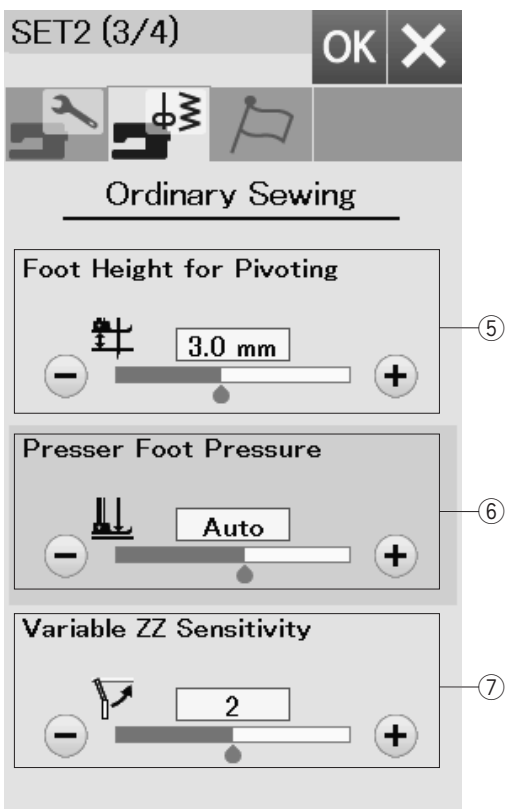 SET2 (3/4)
OK
Ordinary Sewing
Foot Height for Pivoting
3.0 mm
⑤
Presser Foot Pressure
Auto
⑥
Variable ZZ Sensitivity
2
⑦